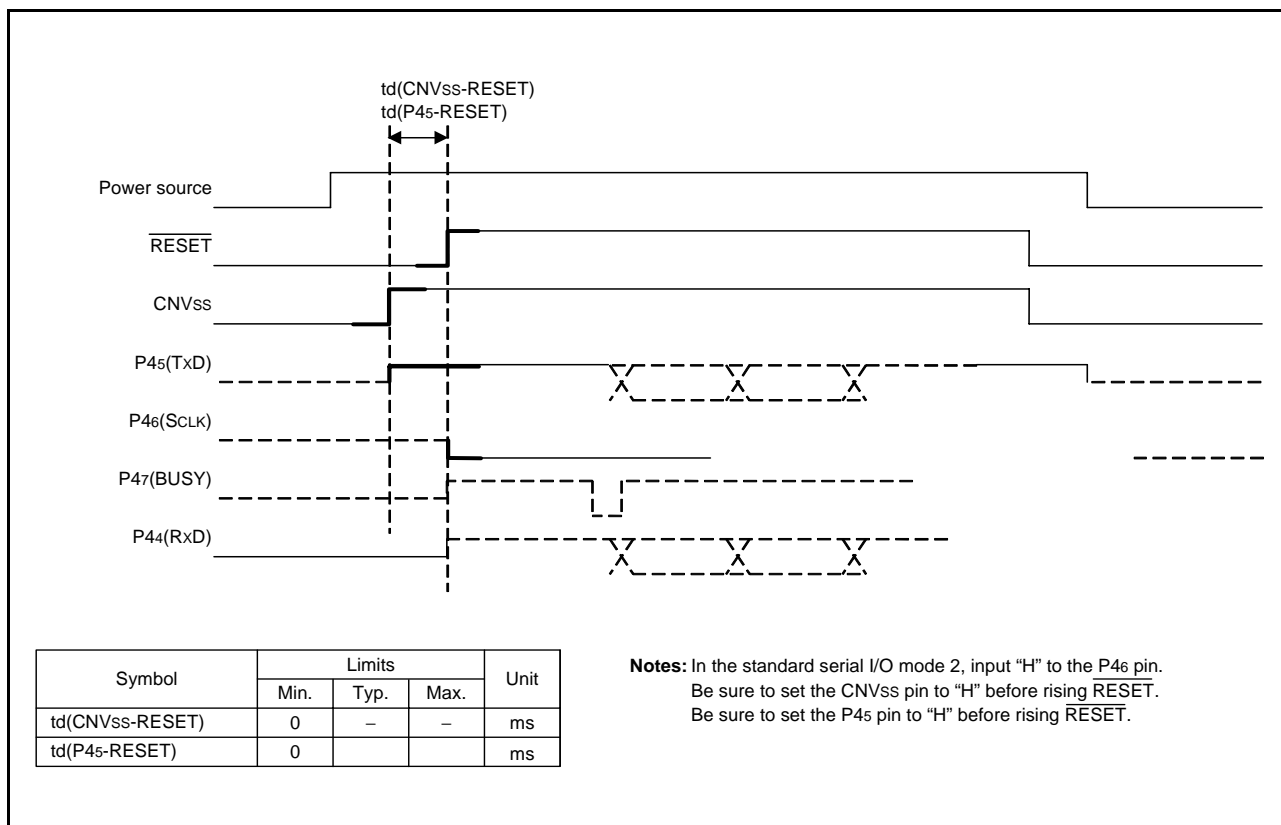 td(CNVss-RESET)
td(P45-RESET)
Power source
RESET
CNVss
P45(TxD)
P46(SCLK)
P47(BUSY)
P44(RxD)
Symbol Limits Unit
Min. Typ. Max.
td(CNVss-RESET) 0 – – ms
td(P45-RESET) 0 ms
Notes: In the standard serial I/O mode 2, input “H” to the P46 pin.
Be sure to set the CNVss pin to “H” before rising RESET.
Be sure to set the P45 pin to “H” before rising RESET.